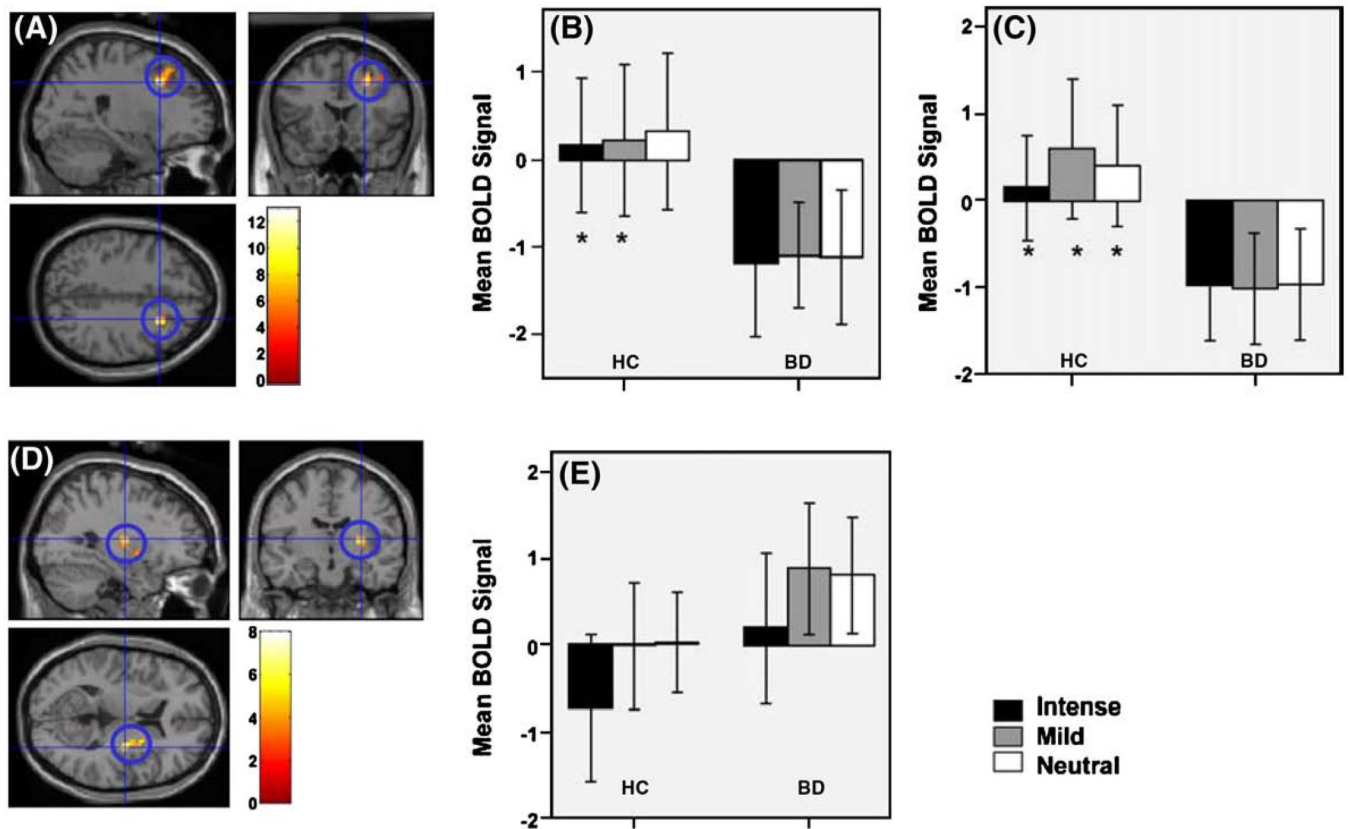 (A)
12
10
8
6
4
2
0
(B)
Mean BOLD Signal
1
0
-1
-2
* *
HC BD
(C)
Mean BOLD Signal
2
1
0
-1
-2
* * *
HC BD
(D)
8
6
4
2
0
(E)
Mean BOLD Signal
2
1
0
-1
-2
HC BD
Intense
Mild
Neutral